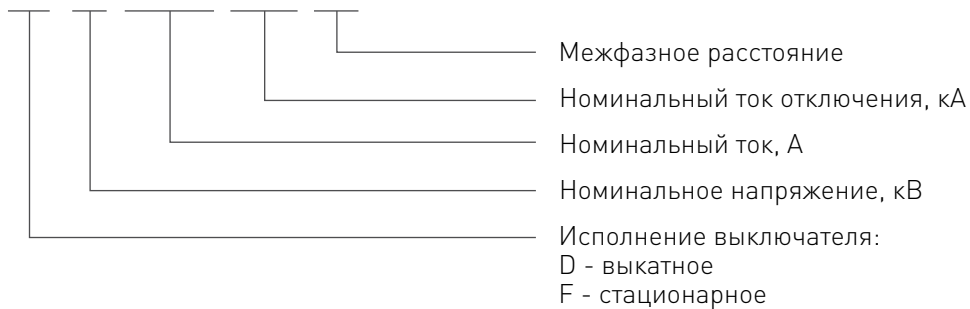 Межфазное расстояние
Номинальный ток отключения, кА
Номинальный ток, А
Номинальное напряжение, кВ
Исполнение выключателя:
D - выкатное
F - стационарное